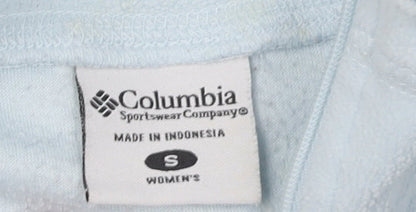 Columbia
Sportswear Company®
MADE IN INDONESIA
S
WOMEN'S